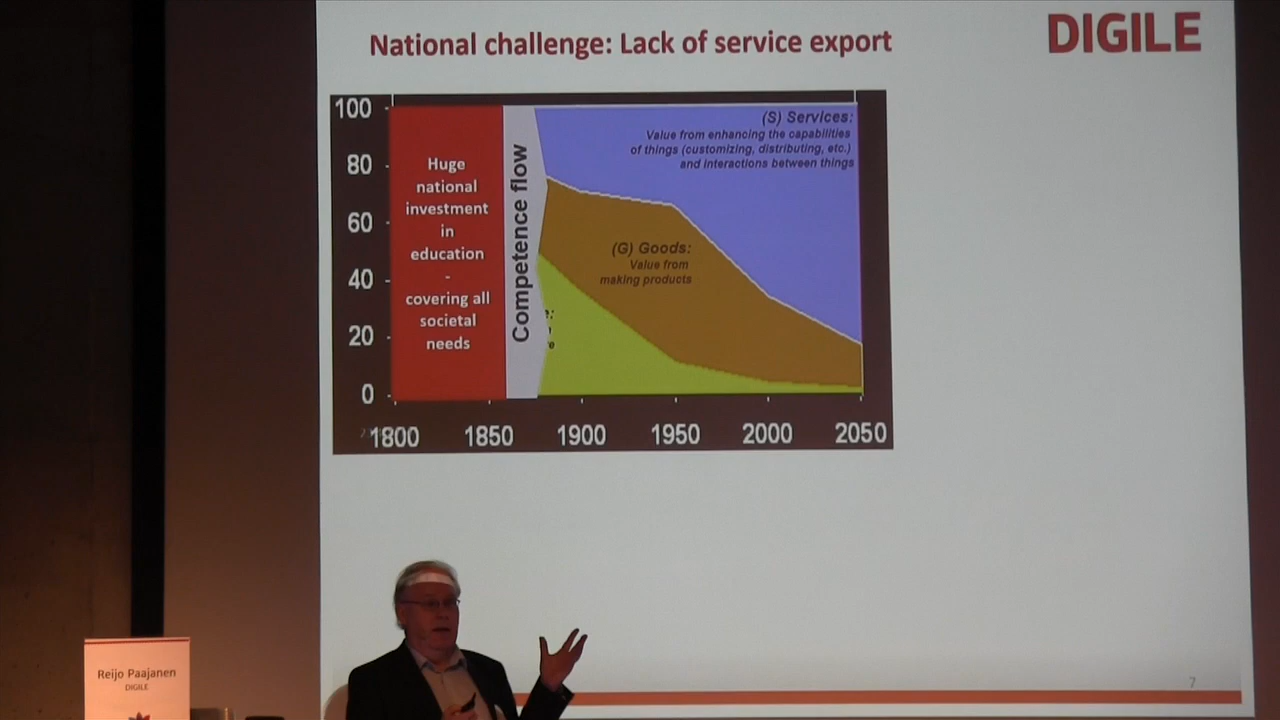 National challenge: Lack of service export
DIGILE
100
80
60
40
20
0
Huge
national
investment
in
education
-
covering all
societal
needs
Competence flow
(S) Services:
Value from enhancing the capabilities
of things (customizing, distributing, etc.)
and interactions between things
(G) Goods:
Value from
making products
1800 1850 1900 1950 2000 2050
7
Reijo Paajanen
DIGILE